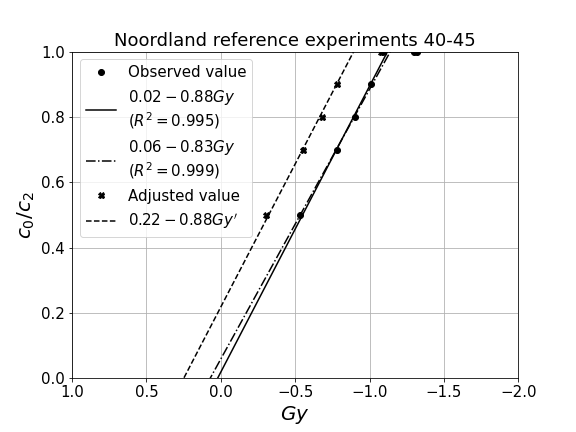 Noordland reference experiments 40-45
1.0
0.8
0.6
0.4
0.2
0.0
c₀/c₂
Observed value
0.02 − 0.88Gy
(R² = 0.995)
0.06 − 0.83Gy
(R² = 0.999)
Adjusted value
0.22 − 0.88Gy′
1.0 0.5 0.0 −0.5 −1.0 −1.5 −2.0
Gy